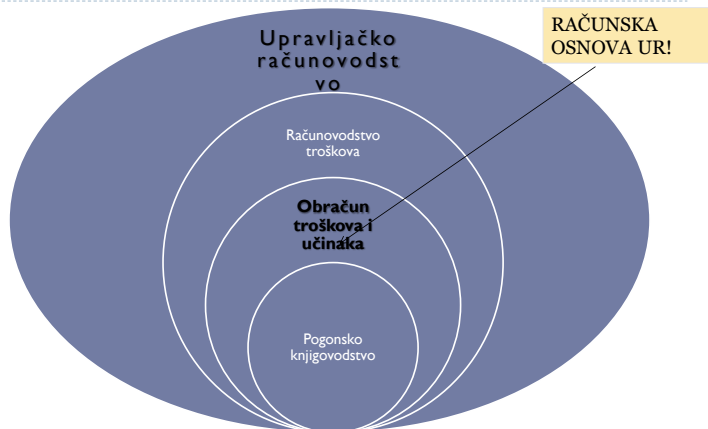 Upravljačko
računovodst
vo
RAČUNSKA
OSNOVA UR!
Računovodstvo
troškova
Obračun
troškova i
učinaka
Pogonsko
knjigovodstvo